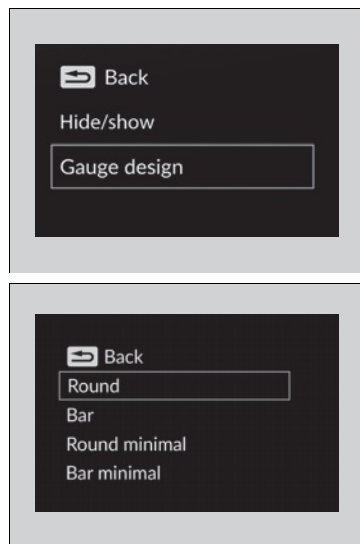 Back
Hide/show
Gauge design
Back
Round
Bar
Round minimal
Bar minimal